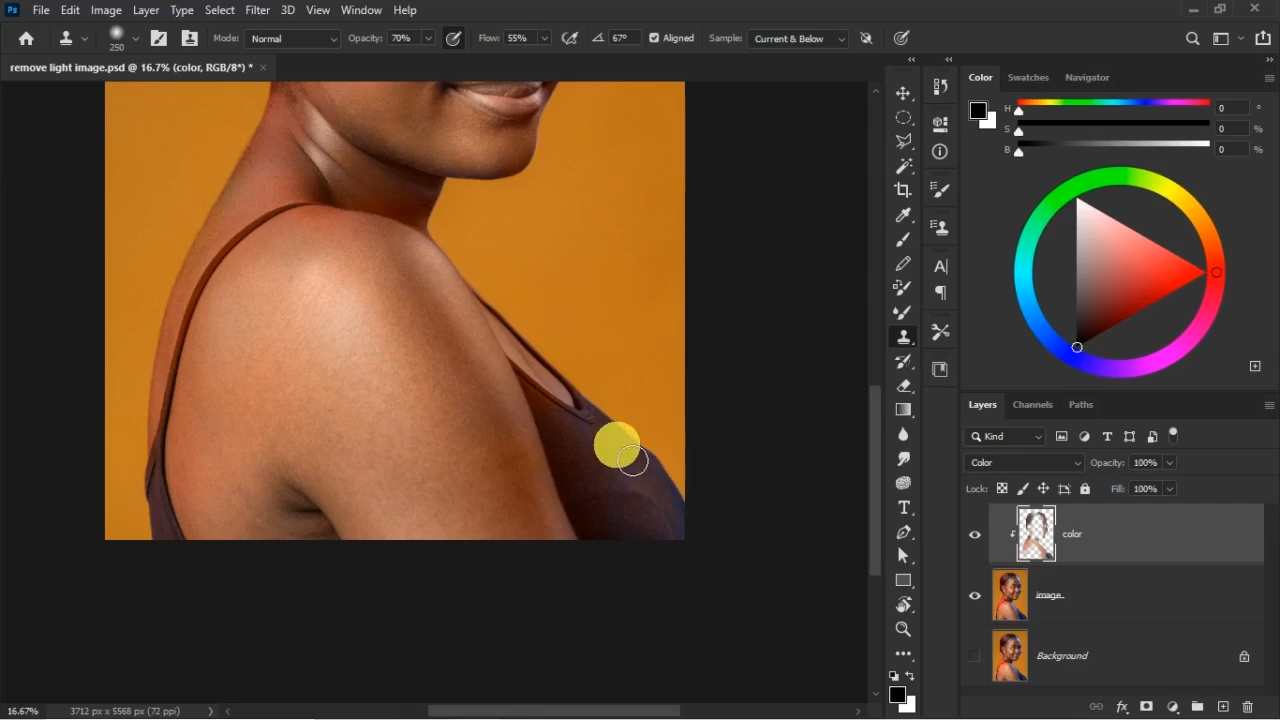 Ps File Edit Image Layer Type Select Filter 3D View Window Help
250 Mode: Normal Opacity: 70% Flow: 55% 67° Aligned Sample: Current & Below
remove light image.psd @ 16.7% (color, RGB/8*) * ×
Color Swatches Navigator
H 0 °
S 0 %
B 0 %
Layers Channels Paths
Kind
Color Opacity: 100%
Lock: Fill: 100%
color
image_
Background
16.67% 3712 px x 5568 px (72 ppi)